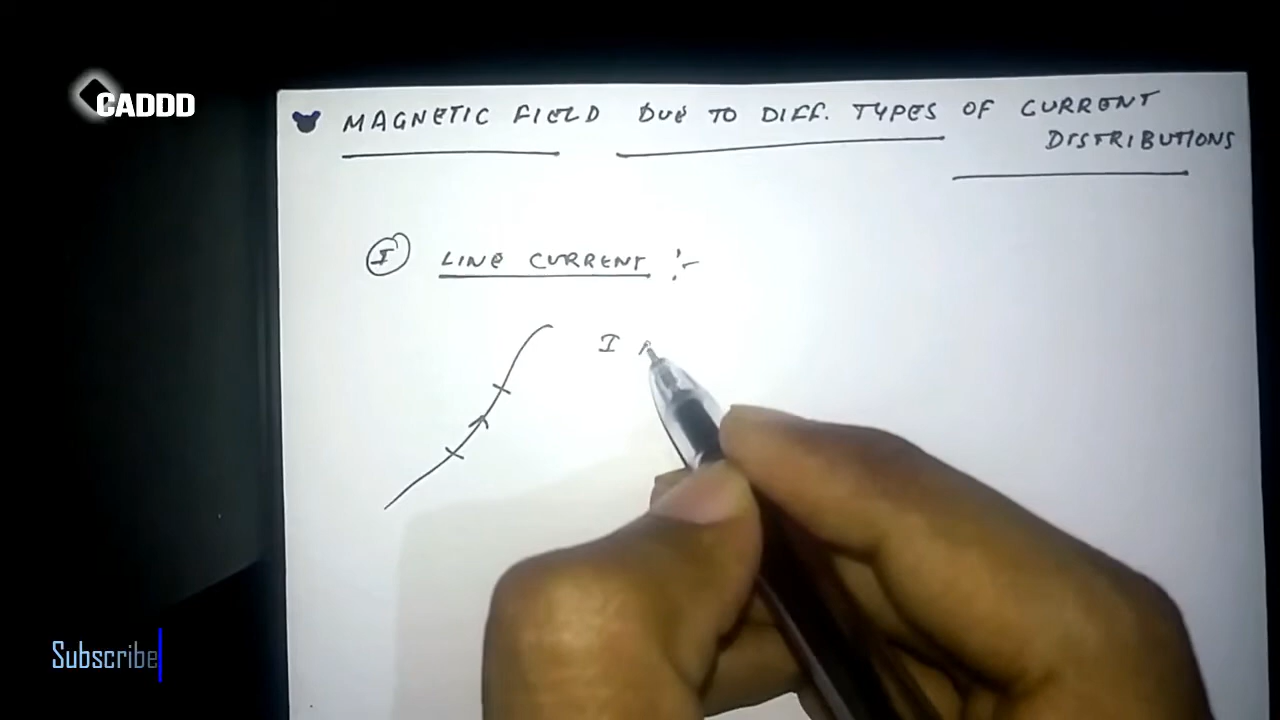 CADDD
MAGNETIC FIELD DUE TO DIFF. TYPES OF CURRENT
DISTRIBUTIONS
I LINE CURRENT :-
I
Subscribe